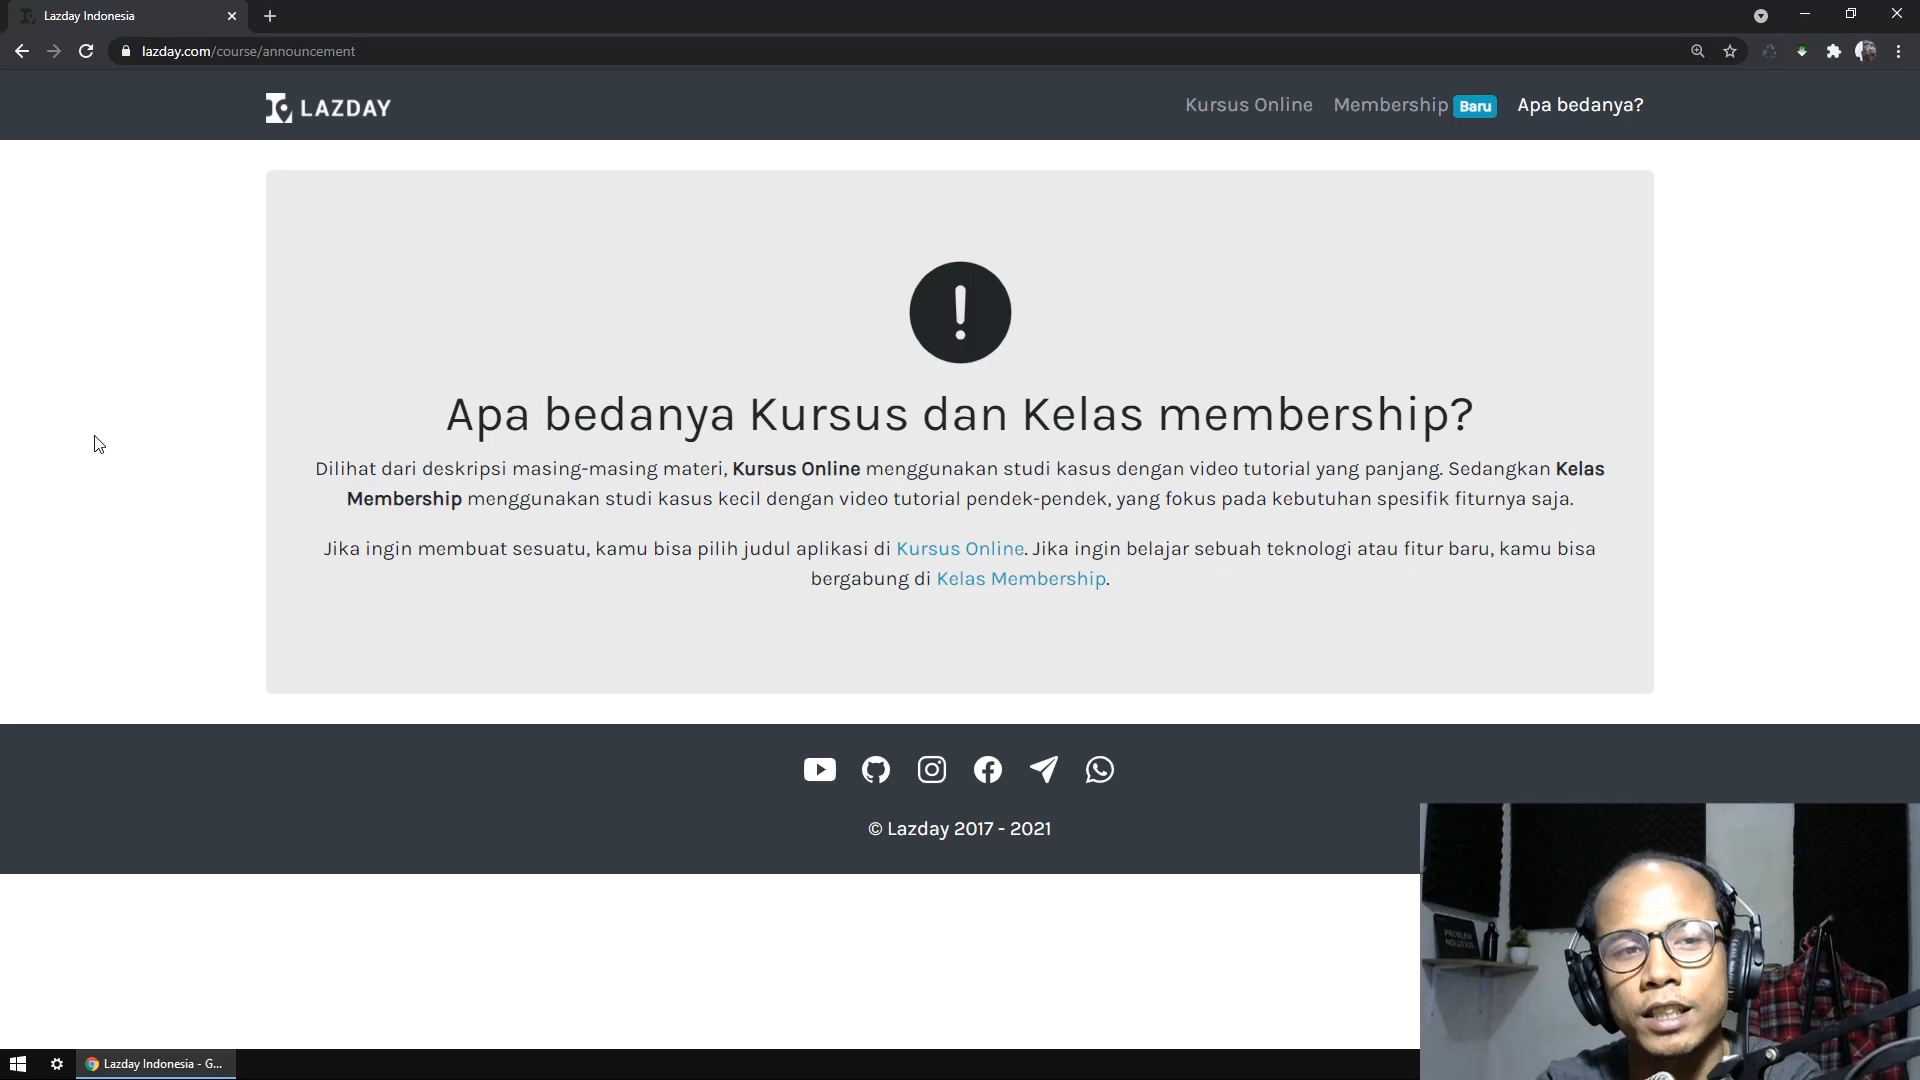 Lazday Indonesia
lazday.com/course/announcement
LAZDAY
Kursus Online
Membership Baru
Apa bedanya?
Apa bedanya Kursus dan Kelas membership?
Dilihat dari deskripsi masing-masing materi, Kursus Online menggunakan studi kasus dengan video tutorial yang panjang. Sedangkan Kelas
Membership menggunakan studi kasus kecil dengan video tutorial pendek-pendek, yang fokus pada kebutuhan spesifik fiturnya saja.
Jika ingin membuat sesuatu, kamu bisa pilih judul aplikasi di Kursus Online. Jika ingin belajar sebuah teknologi atau fitur baru, kamu bisa
bergabung di Kelas Membership.
© Lazday 2017 - 2021
Lazday Indonesia - G...